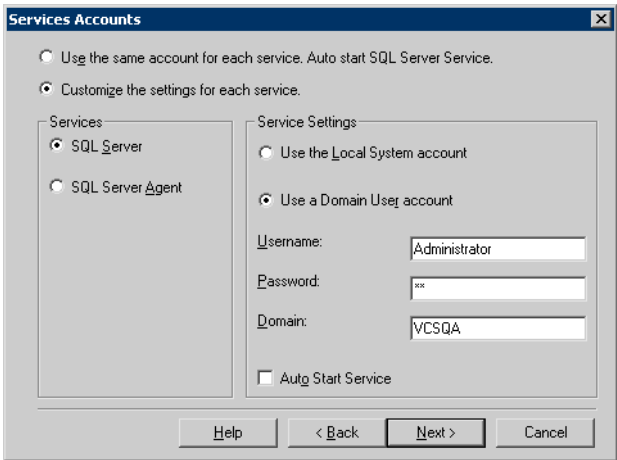 Services Accounts
Use the same account for each service. Auto start SQL Server Service.
Customize the settings for each service.
Services
SQL Server
SQL Server Agent
Service Settings
Use the Local System account
Use a Domain User account
Username:
Administrator
Password:
**
Domain:
VCSQA
Auto Start Service
Help
< Back
Next >
Cancel